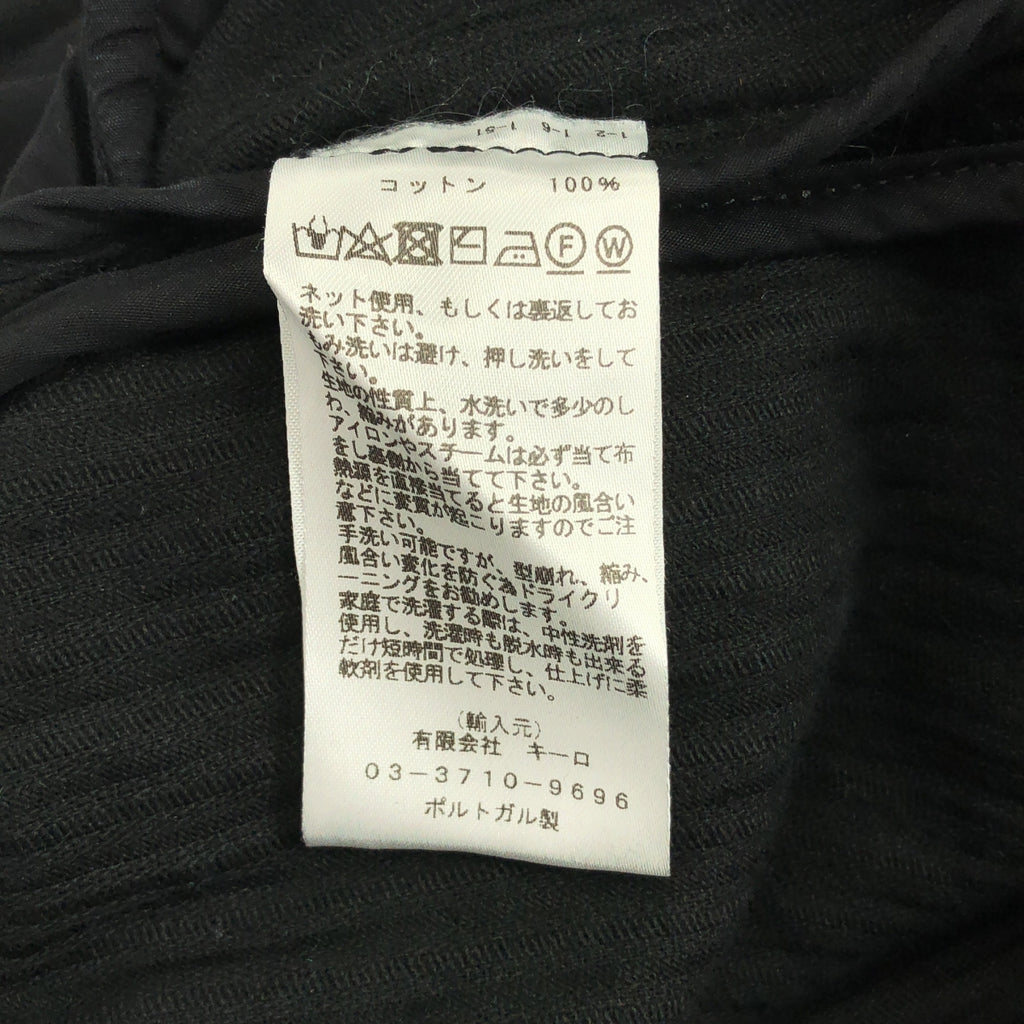 1-2 1-6 1-51
コットン 100%
F W
ネット使用、もしくは裏返してお
洗い下さい。
もみ洗いは避け、押し洗いをして
下さい。
生地の性質上、水洗いで多少のし
わ、縮みがあります。
アイロンやスチームは必ず当て布
をし裏側から当てて下さい。
熱源を直接当てると生地の風合い
などに変質が起こりますのでご注
意下さい。
手洗い可能ですが、型崩れ、縮み、
風合い変化を防ぐ為ドライクリ
ーニングをお勧めします。
家庭で洗濯する際は、中性洗剤を
使用し、洗濯時も脱水時も出来る
だけ短時間で処理し、仕上げに柔
軟剤を使用して下さい。
(輸入元)
有限会社 キーロ
03-3710-9696
ポルトガル製